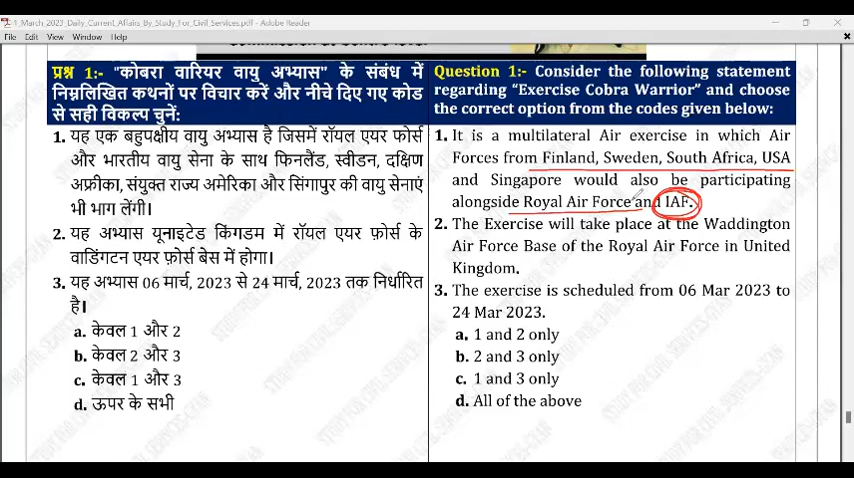 1_March_2023_Daily_Current_Affairs_By_Study_For_Civil_Services.pdf - Adobe Reader
File Edit View Window Help
प्रश्न 1:- "कोबरा वारियर वायु अभ्यास" के संबंध में
निम्नलिखित कथनों पर विचार करें और नीचे दिए गए कोड
से सही विकल्प चुनें:
1. यह एक बहुपक्षीय वायु अभ्यास है जिसमें रॉयल एयर फोर्स
और भारतीय वायु सेना के साथ फिनलैंड, स्वीडन, दक्षिण
अफ्रीका, संयुक्त राज्य अमेरिका और सिंगापुर की वायु सेनाएं
भी भाग लेंगी।
2. यह अभ्यास यूनाइटेड किंगडम में रॉयल एयर फ़ोर्स के
वाडिंगटन एयर फ़ोर्स बेस में होगा।
3. यह अभ्यास 06 मार्च, 2023 से 24 मार्च, 2023 तक निर्धारित
है।
a. केवल 1 और 2
b. केवल 2 और 3
c. केवल 1 और 3
d. ऊपर के सभी
Question 1:- Consider the following statement
regarding "Exercise Cobra Warrior" and choose
the correct option from the codes given below:
1. It is a multilateral Air exercise in which Air
Forces from Finland, Sweden, South Africa, USA
and Singapore would also be participating
alongside Royal Air Force and IAF.
2. The Exercise will take place at the Waddington
Air Force Base of the Royal Air Force in United
Kingdom.
3. The exercise is scheduled from 06 Mar 2023 to
24 Mar 2023.
a. 1 and 2 only
b. 2 and 3 only
c. 1 and 3 only
d. All of the above